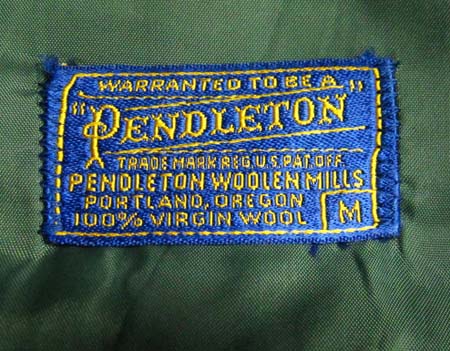 WARRANTED TO BE A
"PENDLETON"
TRADE MARK REG. U.S. PAT. OFF.
PENDLETON WOOLEN MILLS
PORTLAND, OREGON
100% VIRGIN WOOL M